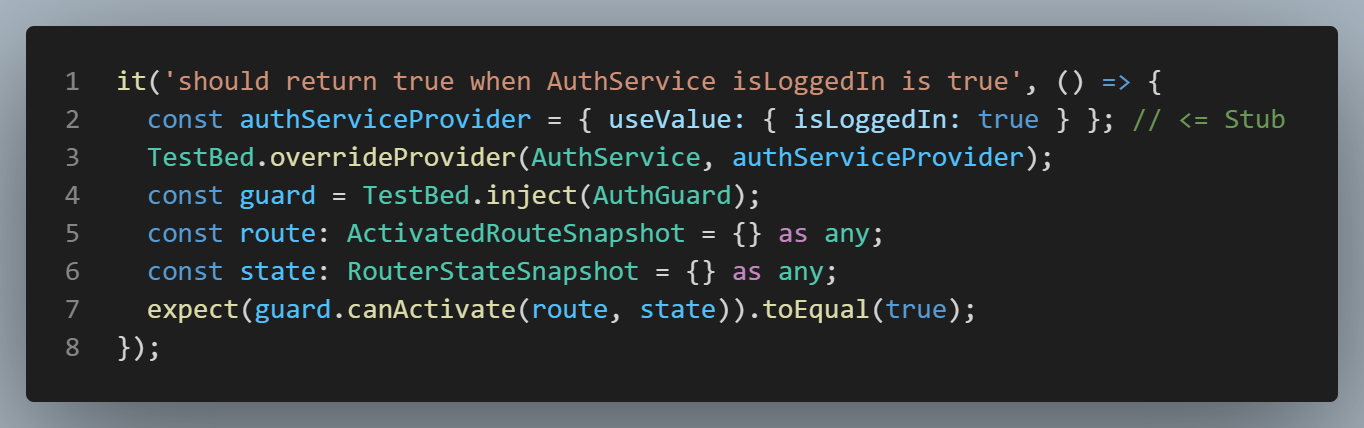 1 it('should return true when AuthService isLoggedIn is true', () => {
2   const authServiceProvider = { useValue: { isLoggedIn: true } }; // <= Stub
3   TestBed.overrideProvider(AuthService, authServiceProvider);
4   const guard = TestBed.inject(AuthGuard);
5   const route: ActivatedRouteSnapshot = {} as any;
6   const state: RouterStateSnapshot = {} as any;
7   expect(guard.canActivate(route, state)).toEqual(true);
8 });